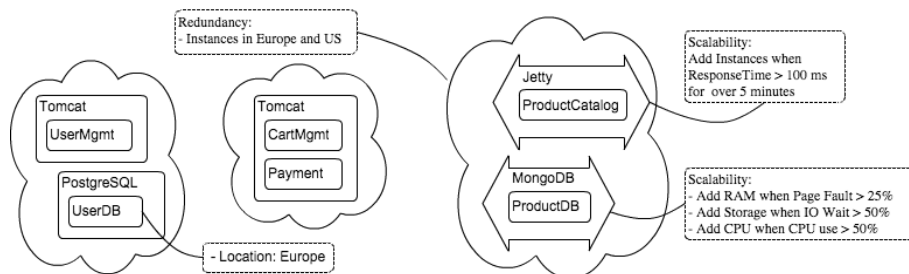 Redundancy:
- Instances in Europe and US
Tomcat
UserMgmt
PostgreSQL
UserDB
- Location: Europe
Tomcat
CartMgmt
Payment
Jetty
ProductCatalog
MongoDB
ProductDB
Scalability:
Add Instances when
ResponseTime > 100 ms
for over 5 minutes
Scalability:
- Add RAM when Page Fault > 25%
- Add Storage when IO Wait > 50%
- Add CPU when CPU use > 50%